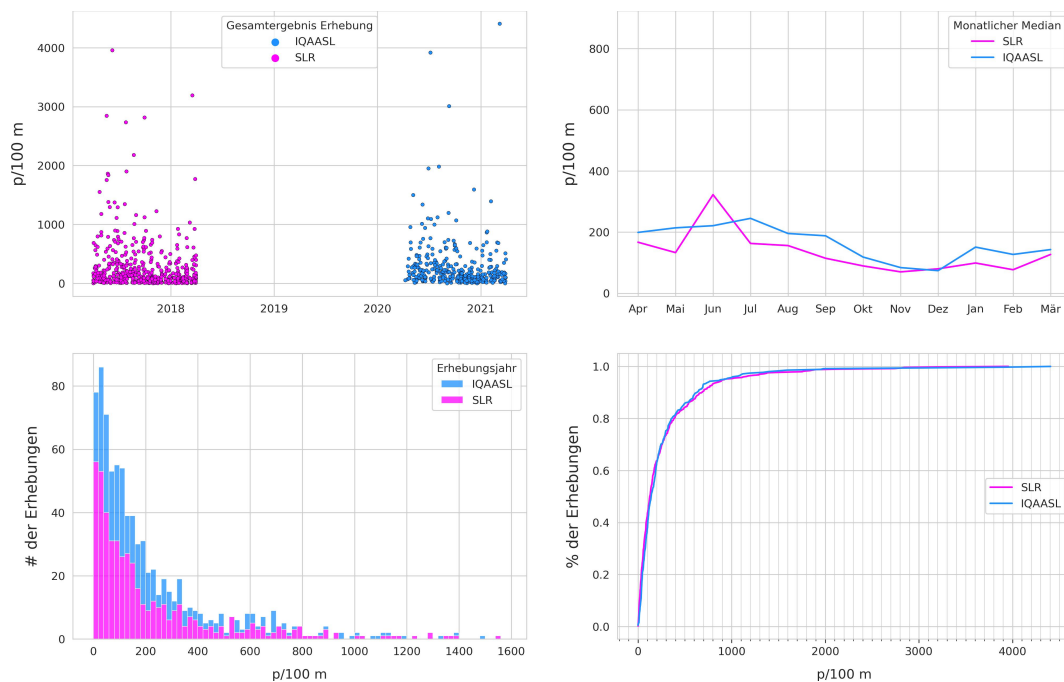 Gesamtergebnis Erhebung
IQAASL
SLR
p/100 m
4000
3000
2000
1000
0
2018
2019
2020
2021
Monatlicher Median
SLR
IQAASL
p/100 m
800
600
400
200
0
Apr
Mai
Jun
Jul
Aug
Sep
Okt
Nov
Dez
Jan
Feb
Mär
Erhebungsjahr
IQAASL
SLR
# der Erhebungen
80
60
40
20
0
0
200
400
600
800
1000
1200
1400
1600
p/100 m
SLR
IQAASL
% der Erhebungen
1.0
0.8
0.6
0.4
0.2
0.0
0
1000
2000
3000
4000
p/100 m